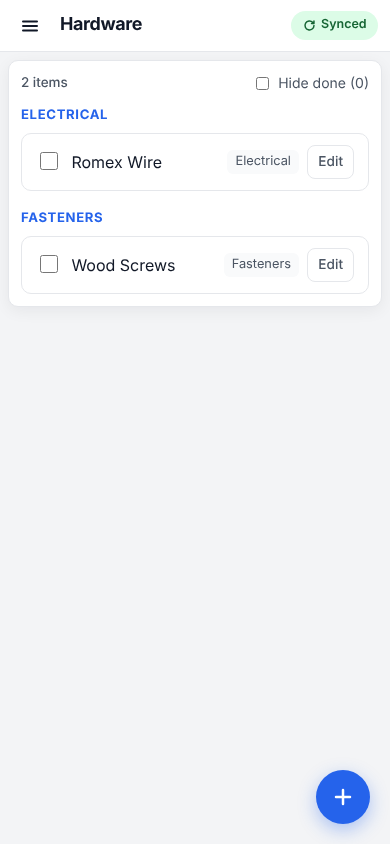 Hardware
Synced
2 items
Hide done (0)
ELECTRICAL
Romex Wire
Electrical
Edit
FASTENERS
Wood Screws
Fasteners
Edit